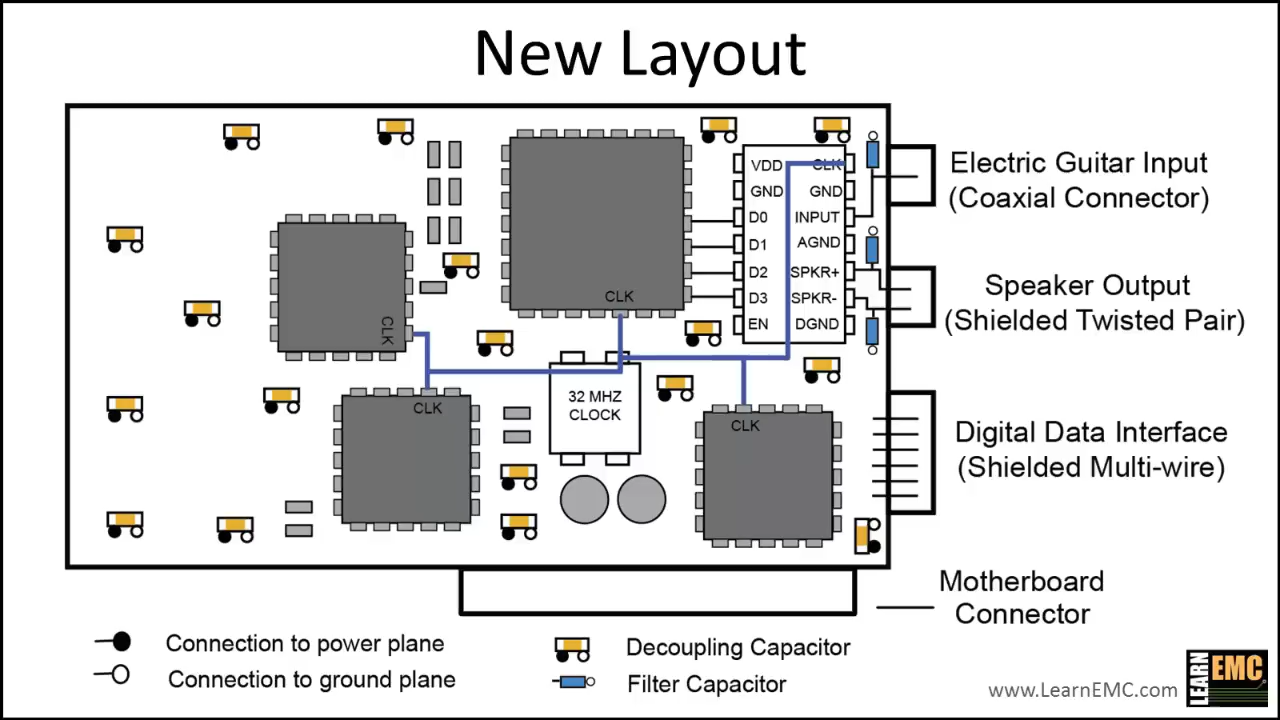 New Layout
VDD
CLK
GND
GND
D0
INPUT
D1
AGND
D2
SPKR+
D3
SPKR-
EN
DGND
CLK
CLK
CLK
32 MHZ
CLOCK
CLK
Electric Guitar Input
(Coaxial Connector)
Speaker Output
(Shielded Twisted Pair)
Digital Data Interface
(Shielded Multi-wire)
Motherboard
Connector
Connection to power plane
Connection to ground plane
Decoupling Capacitor
Filter Capacitor
www.LearnEMC.com
LEARN
EMC